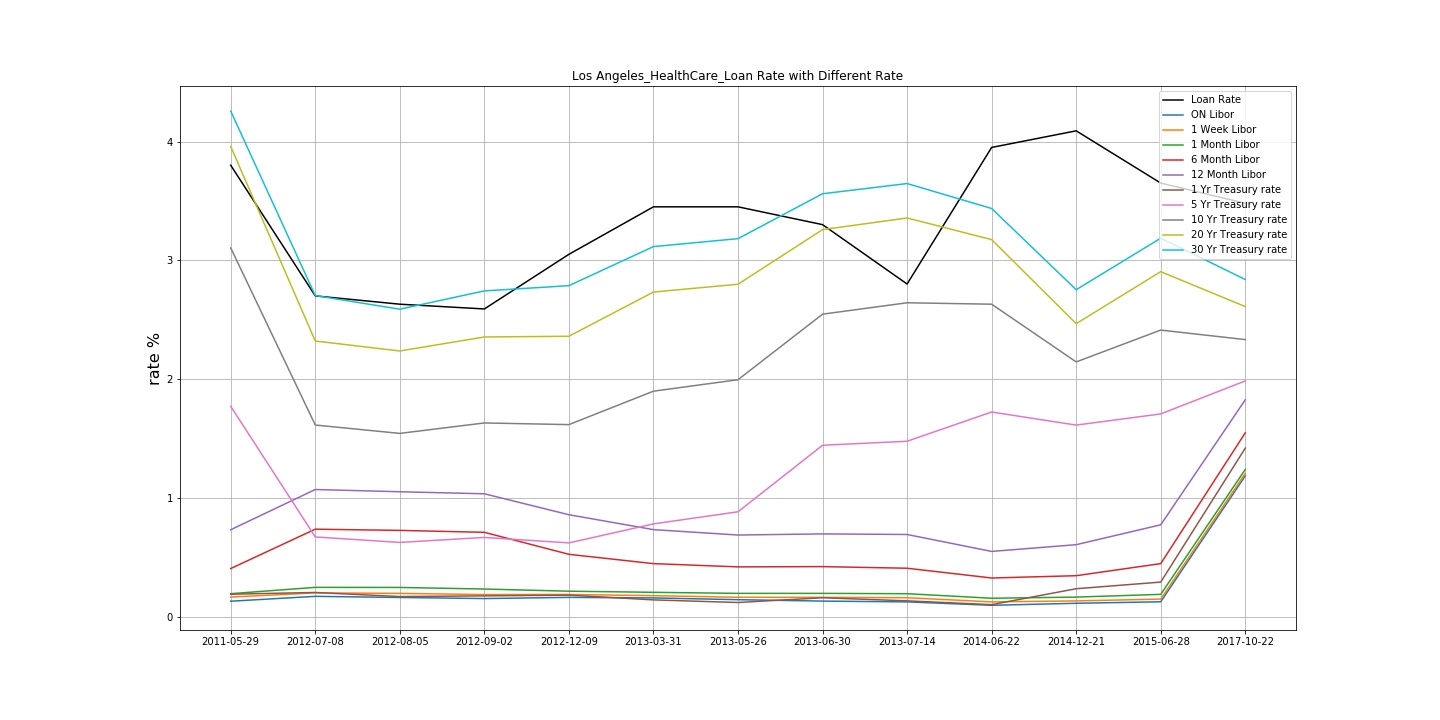 Los Angeles_HealthCare_Loan Rate with Different Rate
Loan Rate
ON Libor
1 Week Libor
1 Month Libor
6 Month Libor
12 Month Libor
1 Yr Treasury rate
5 Yr Treasury rate
10 Yr Treasury rate
20 Yr Treasury rate
30 Yr Treasury rate
rate %
4
3
2
1
0
2011-05-29 2012-07-08 2012-08-05 2012-09-02 2012-12-09 2013-03-31 2013-05-26 2013-06-30 2013-07-14 2014-06-22 2014-12-21 2015-06-28 2017-10-22